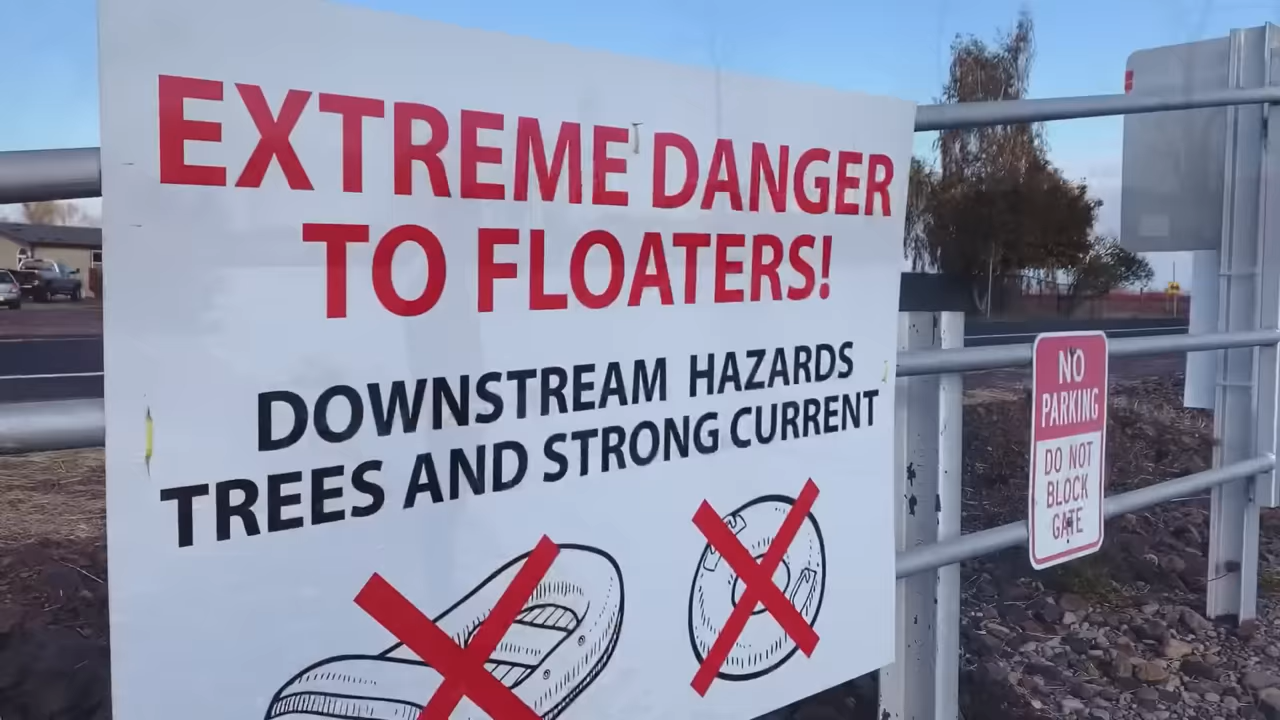 EXTREME DANGER
TO FLOATERS!
DOWNSTREAM HAZARDS
TREES AND STRONG CURRENT
NO
PARKING
DO NOT
BLOCK
GATE